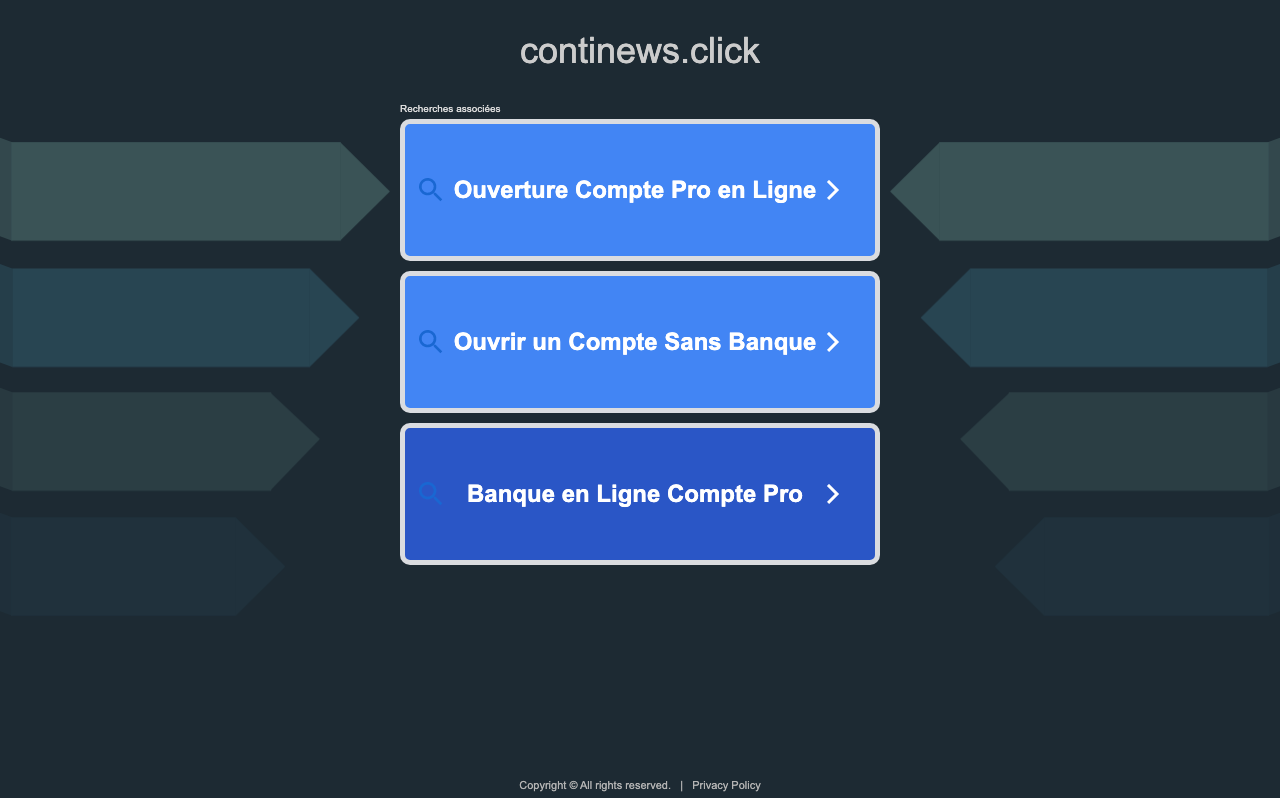 continews.click
Recherches associées
Ouverture Compte Pro en Ligne
Ouvrir un Compte Sans Banque
Banque en Ligne Compte Pro
Copyright © All rights reserved. | Privacy Policy